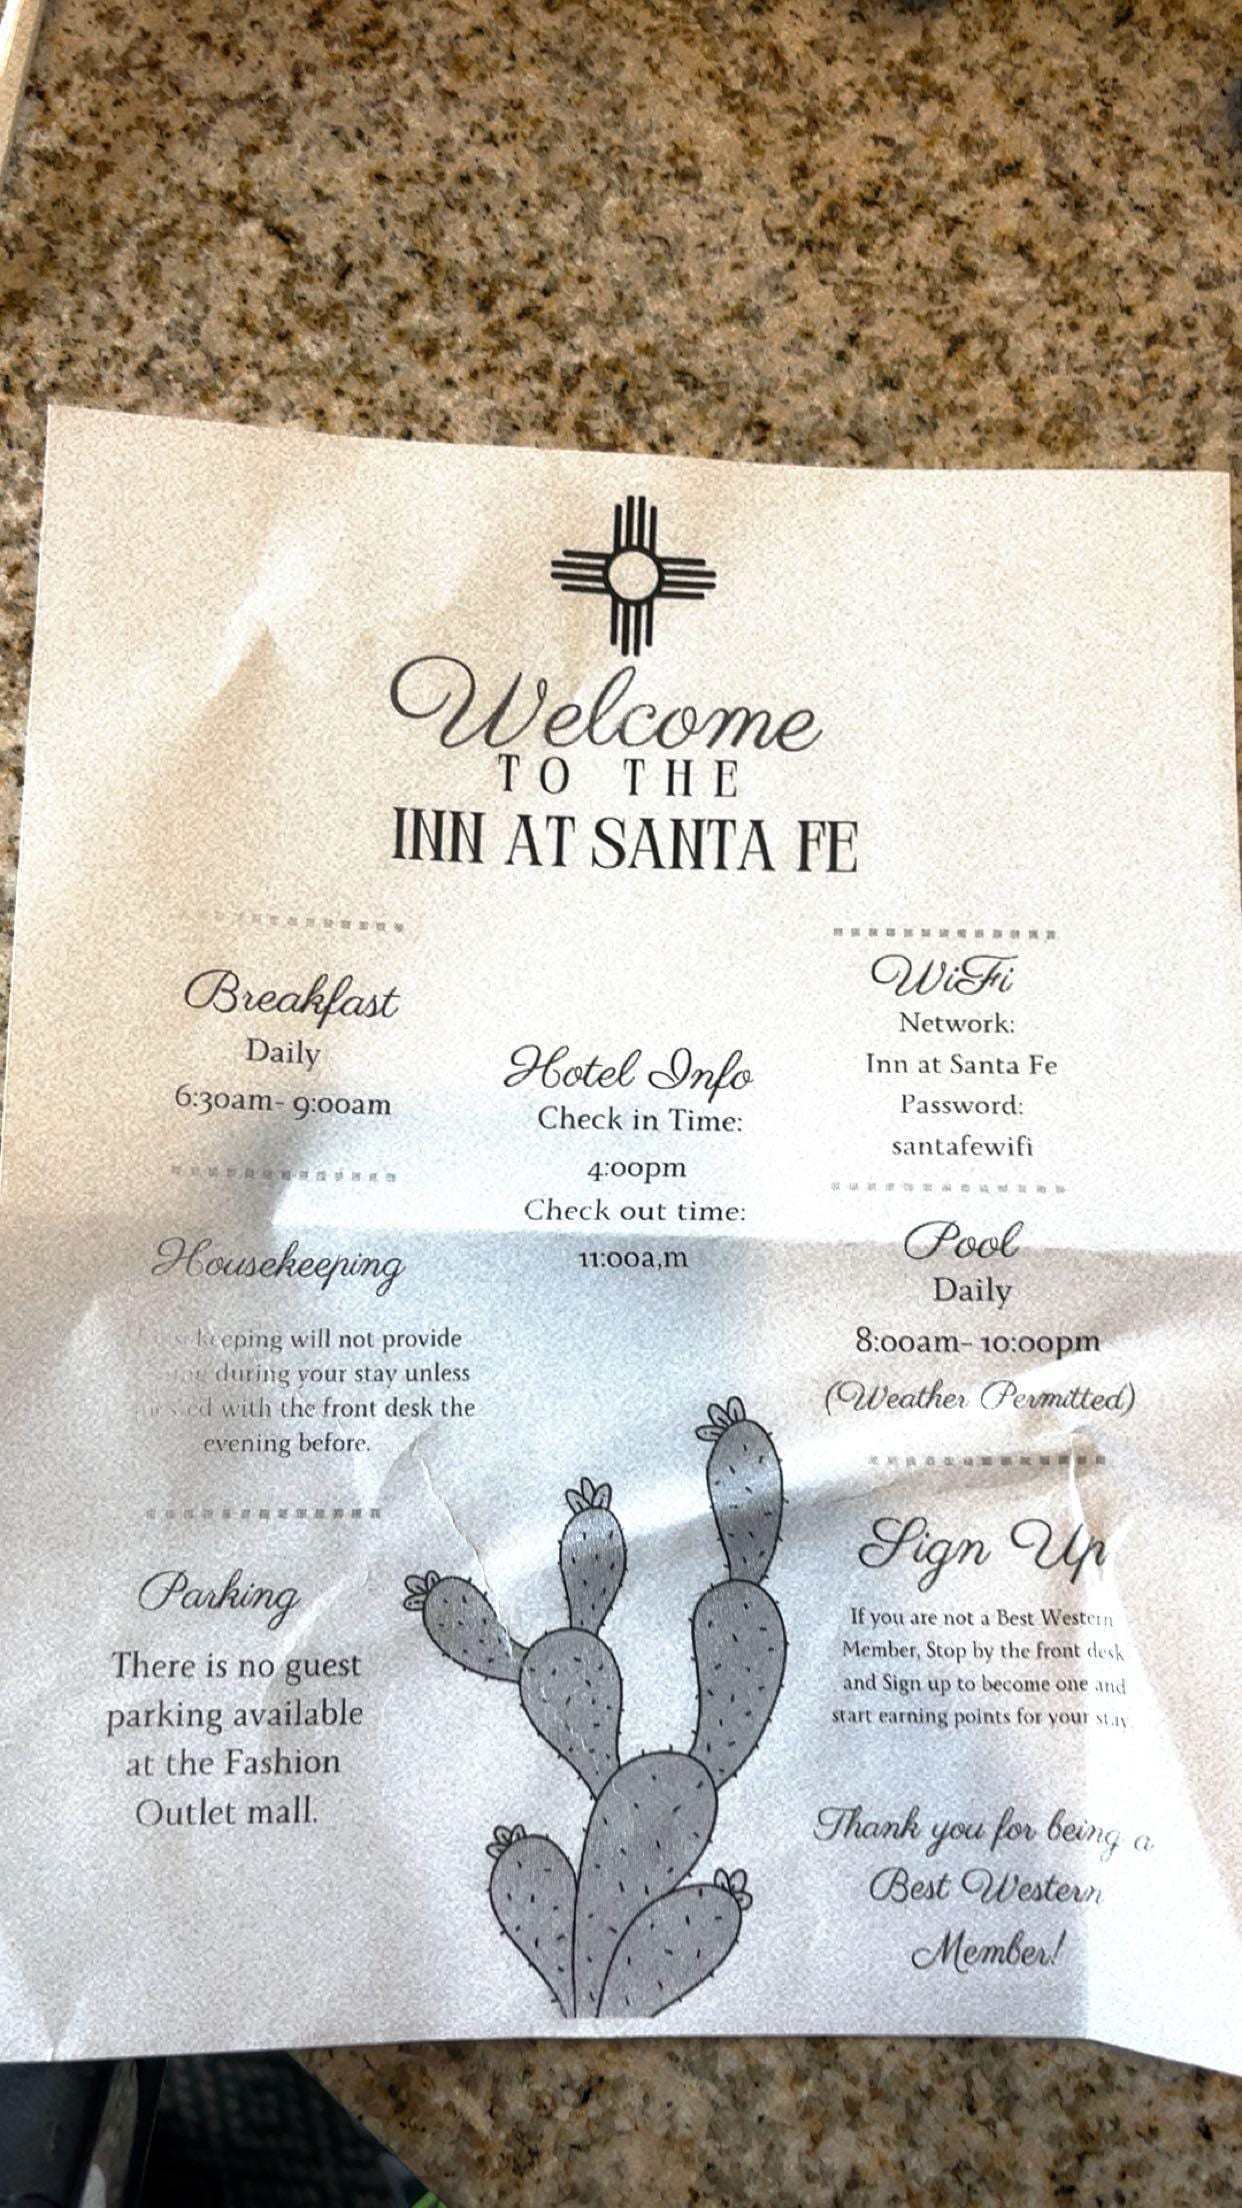 Welcome
TO THE
INN AT SANTA FE
Breakfast
Daily
6:30am- 9:00am
Housekeeping
will not provide
during your stay unless
with the front desk the
evening before.
Parking
There is no guest
parking available
at the Fashion
Outlet mall.
Hotel Info
Check in Time:
4:00pm
Check out time:
11:00a,m
WiFi
Network:
Inn at Santa Fe
Password:
santafewifi
Pool
Daily
8:00am- 10:00pm
(Weather Permitted)
Sign Up
If you are not a Best Western
Member, Stop by the front desk
and Sign up to become one and
start earning points for your stay
Thank you for being a
Best Western
Member!